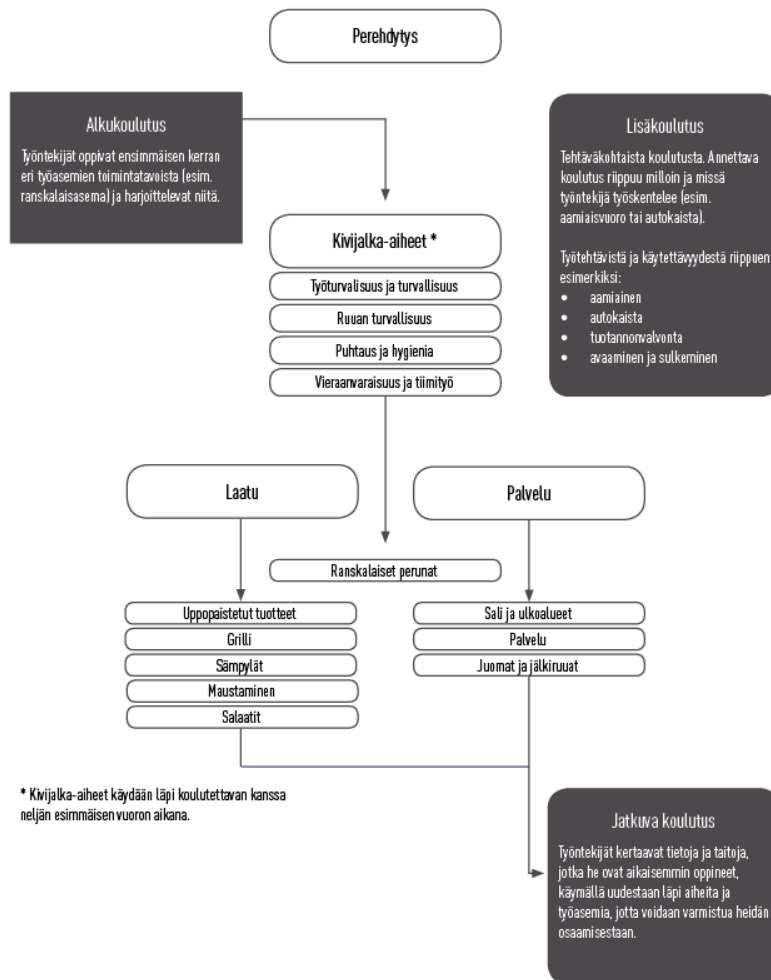 Perehdytys
Alkukoulutus
Työntekijät oppivat ensimmäisen kerran
eri työasemien toimintatavoista (esim.
ranskalaisasema) ja harjoittelevat niitä.
Lisäkoulutus
Tehtäväkohtaista koulutusta. Annettava
koulutus riippuu milloin ja missä
työntekijä työskentelee (esim.
aamiaisvuoro tai autokaista).
Työtehtävistä ja käytettävyydestä riippuen
esimerkiksi:
• aamiainen
• autokaista
• tuotannonvalvonta
• avaaminen ja sulkeminen
Kivijalka-aiheet *
Työturvalisuus ja turvallisuus
Ruuan turvallisuus
Puhtaus ja hygienia
Vieraanvaraisuus ja tiimityö
Laatu
Palvelu
Ranskalaiset perunat
Uppopaistetut tuotteet
Grilli
Sämpylät
Maustaminen
Salaatit
Sali ja ulkoalueet
Palvelu
Juomat ja jälkiruuat
* Kivijalka-aiheet käydään läpi koulutettavan kanssa
neljän esimmäisen vuoron aikana.
Jatkuva koulutus
Työntekijät kertaavat tietoja ja taitoja,
jotka he ovat aikaisemmin oppineet,
käymällä uudestaan läpi aiheita ja
työasemia, jotta voidaan varmistua heidän
osaamisestaan.